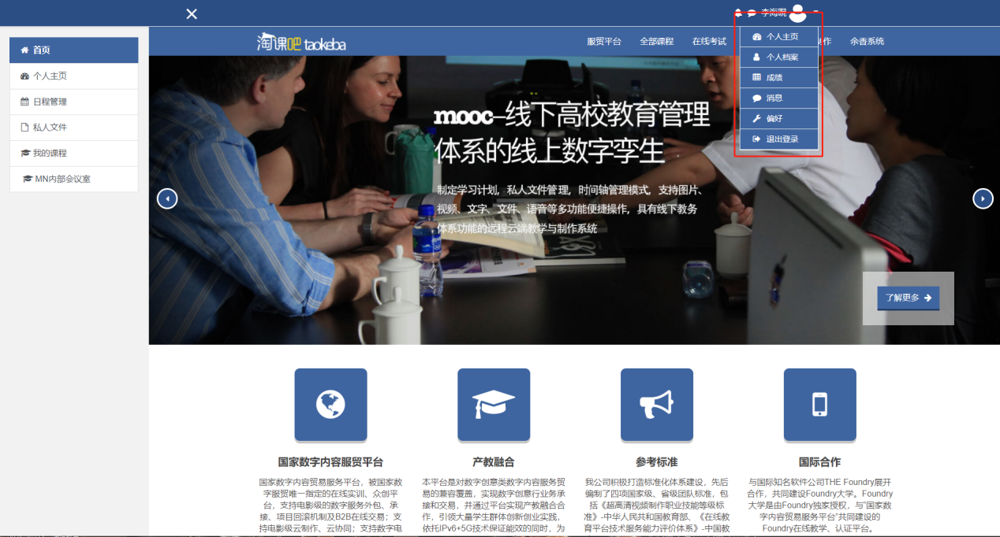 李海晛
首页
个人主页
日程管理
私人文件
我的课程
MN内部会议室
淘课吧 taokeba
服贸平台
全部课程
在线考试
作
余香系统
个人主页
个人档案
成绩
消息
偏好
退出登录
mooc–线下高校教育管理
体系的线上数字孪生
制定学习计划，私人文件管理，时间轴管理模式，支持图片、
视频、文字、文件、语音等多功能便捷操作，具有线下教务
体系功能的远程云端教学与制作系统
了解更多
国家数字内容服贸平台
国家数字内容贸易服务平台，被国家数
字服贸唯一指定的在线实训、众创平
台，支持电影级的数字服务外包、承
接、项目回滚机制及B2B在线交易；支
持电影级云制作、云协同；支持数字电
产教融合
本平台是对数字创意类数字内容服务贸
易的兼容覆盖，实现数字创意行业务承
接和交易，并通过平台实现产教融合合
作，引领大量学生群体创新创业实践，
依托IPv6+5G技术保证能效的同时，为
参考标准
我公司积极打造标准化体系建设，先后
编制了四项国家级、省级团队标准，包
括《超高清视频制作职业技能等级标
准》-中华人民共和国教育部、《在线教
育平台技术服务能力评价体系》-中国教
国际合作
与国际知名软件公司THE Foundry展开
合作，共同建设Foundry大学。Foundry
大学是由Foundry独家授权，与“国家数
字内容贸易服务平台”共同建设的
Foundry在线教学、认证平台。